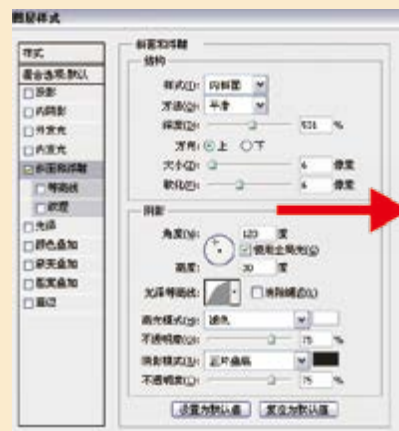 图层样式
样式
混合选项:默认
投影
内阴影
外发光
内发光
斜面和浮雕
等高线
纹理
光泽
颜色叠加
渐变叠加
图案叠加
描边
斜面和浮雕
结构
样式(T): 内斜面
方法(Q): 平滑
深度(D): 531 %
方向: 上 下
大小(Z): 6 像素
软化(F): 6 像素
阴影
角度(N): 120 度
使用全局光(G)
高度: 30 度
光泽等高线: 消除锯齿(L)
高光模式(H): 滤色
不透明度(O): 75 %
阴影模式(A): 正片叠底
不透明度(C): 75 %
设置为默认值 复位为默认值